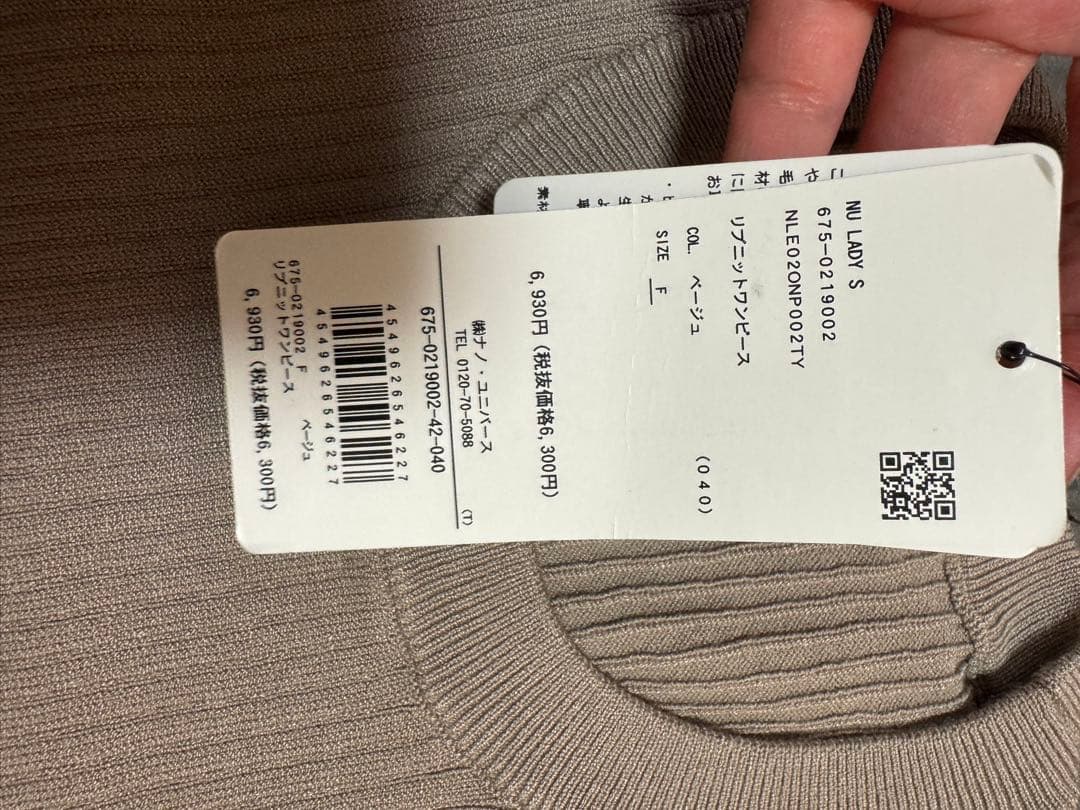 NU LADY S
675-0219002
NLE02ONP002TY
リブニットワンピース
COL. ベージュ (040)
SIZE F
6,930円(税抜価格6,300円)
㈱ナノ・ユニバース
TEL 0120-70-5088 (T)
675-0219002-42-040
4549626546227
4549626546227
675-0219002 F ベージュ
リブニットワンピース
6,930円(税抜価格6,300円)